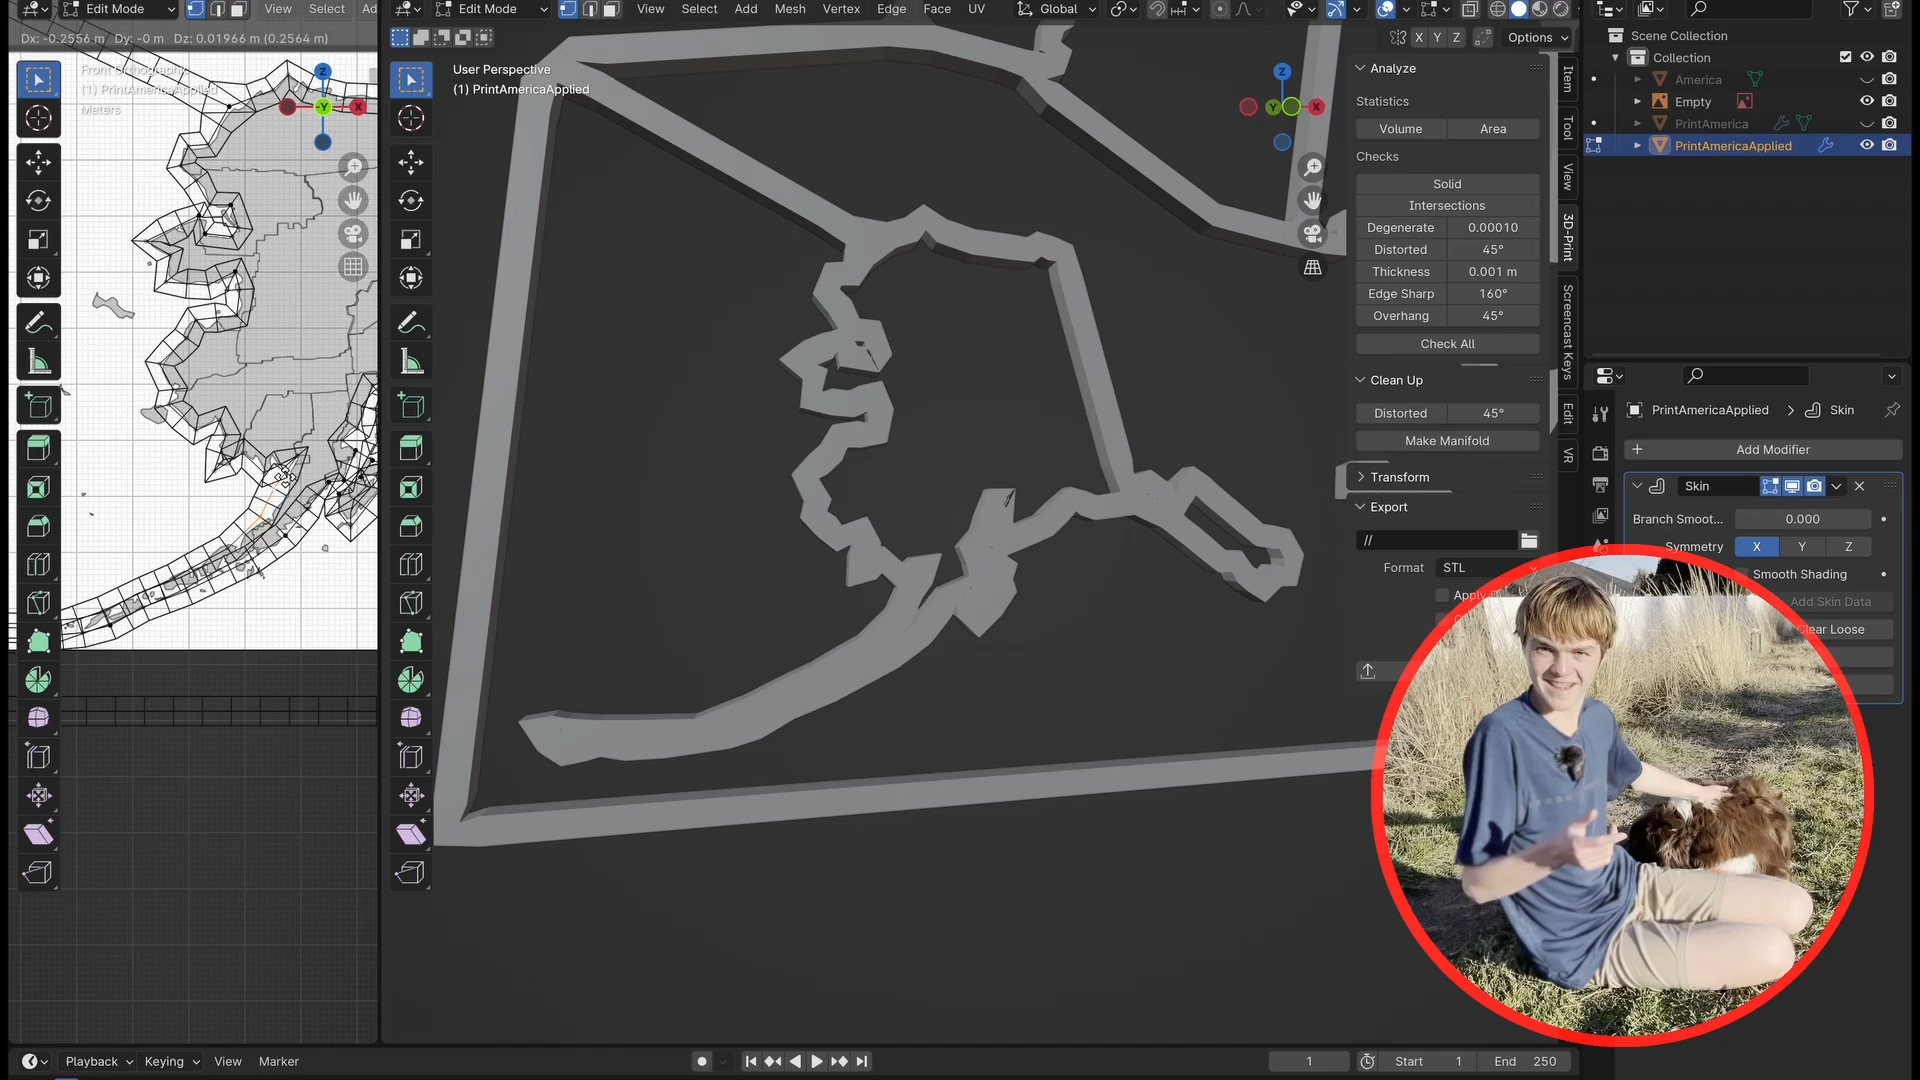 Edit Mode View Select Ad
Dx: -0.2556 m Dy: -0 m Dz: 0.01966 m (0.2564 m)
Front Orthographic
(1) PrintAmericaApplied
Meters
Z
-Y
X
Edit Mode View Select Add Mesh Vertex Edge Face UV Global
X Y Z Options
User Perspective
(1) PrintAmericaApplied
Z
Y
X
Analyze
Statistics
Volume Area
Checks
Solid
Intersections
Degenerate 0.00010
Distorted 45°
Thickness 0.001 m
Edge Sharp 160°
Overhang 45°
Check All
Clean Up
Distorted 45°
Make Manifold
Transform
Export
//
Format STL
Item
Tool
View
3D-Print
Screencast Keys
Edit
VR
Scene Collection
Collection
America
Empty
PrintAmerica
PrintAmericaApplied
PrintAmericaApplied Skin
Add Modifier
Skin
Branch Smoot... 0.000
Symmetry X Y Z
Smooth Shading
Add Skin Data
Clear Loose
Playback Keying View Marker
1 Start 1 End 250